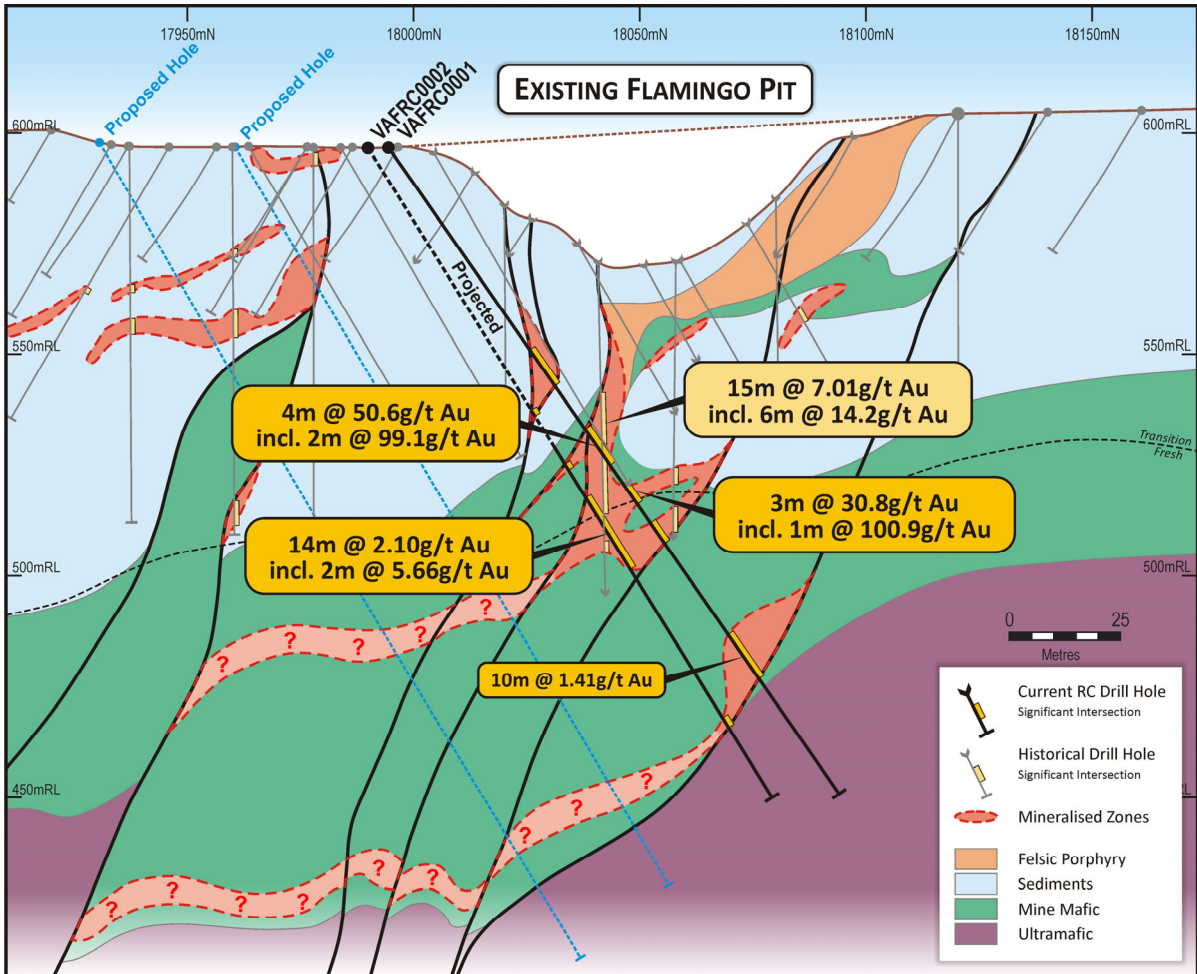 17950mN
18000mN
18050mN
18100mN
18150mN
Proposed Hole
Proposed Hole
VAFRC0002
VAFRC0001
EXISTING FLAMINGO PIT
600mRL
600mRL
Projected
550mRL
550mRL
4m @ 50.6g/t Au
incl. 2m @ 99.1g/t Au
15m @ 7.01g/t Au
incl. 6m @ 14.2g/t Au
Transition
Fresh
3m @ 30.8g/t Au
incl. 1m @ 100.9g/t Au
14m @ 2.10g/t Au
incl. 2m @ 5.66g/t Au
500mRL
500mRL
? ? ? ? ? ?
0 25
Metres
10m @ 1.41g/t Au
450mRL
RL
? ? ? ?
? ? ? ? ? ? ?
Current RC Drill Hole
Significant Intersection
Historical Drill Hole
Significant Intersection
Mineralised Zones
Felsic Porphyry
Sediments
Mine Mafic
Ultramafic